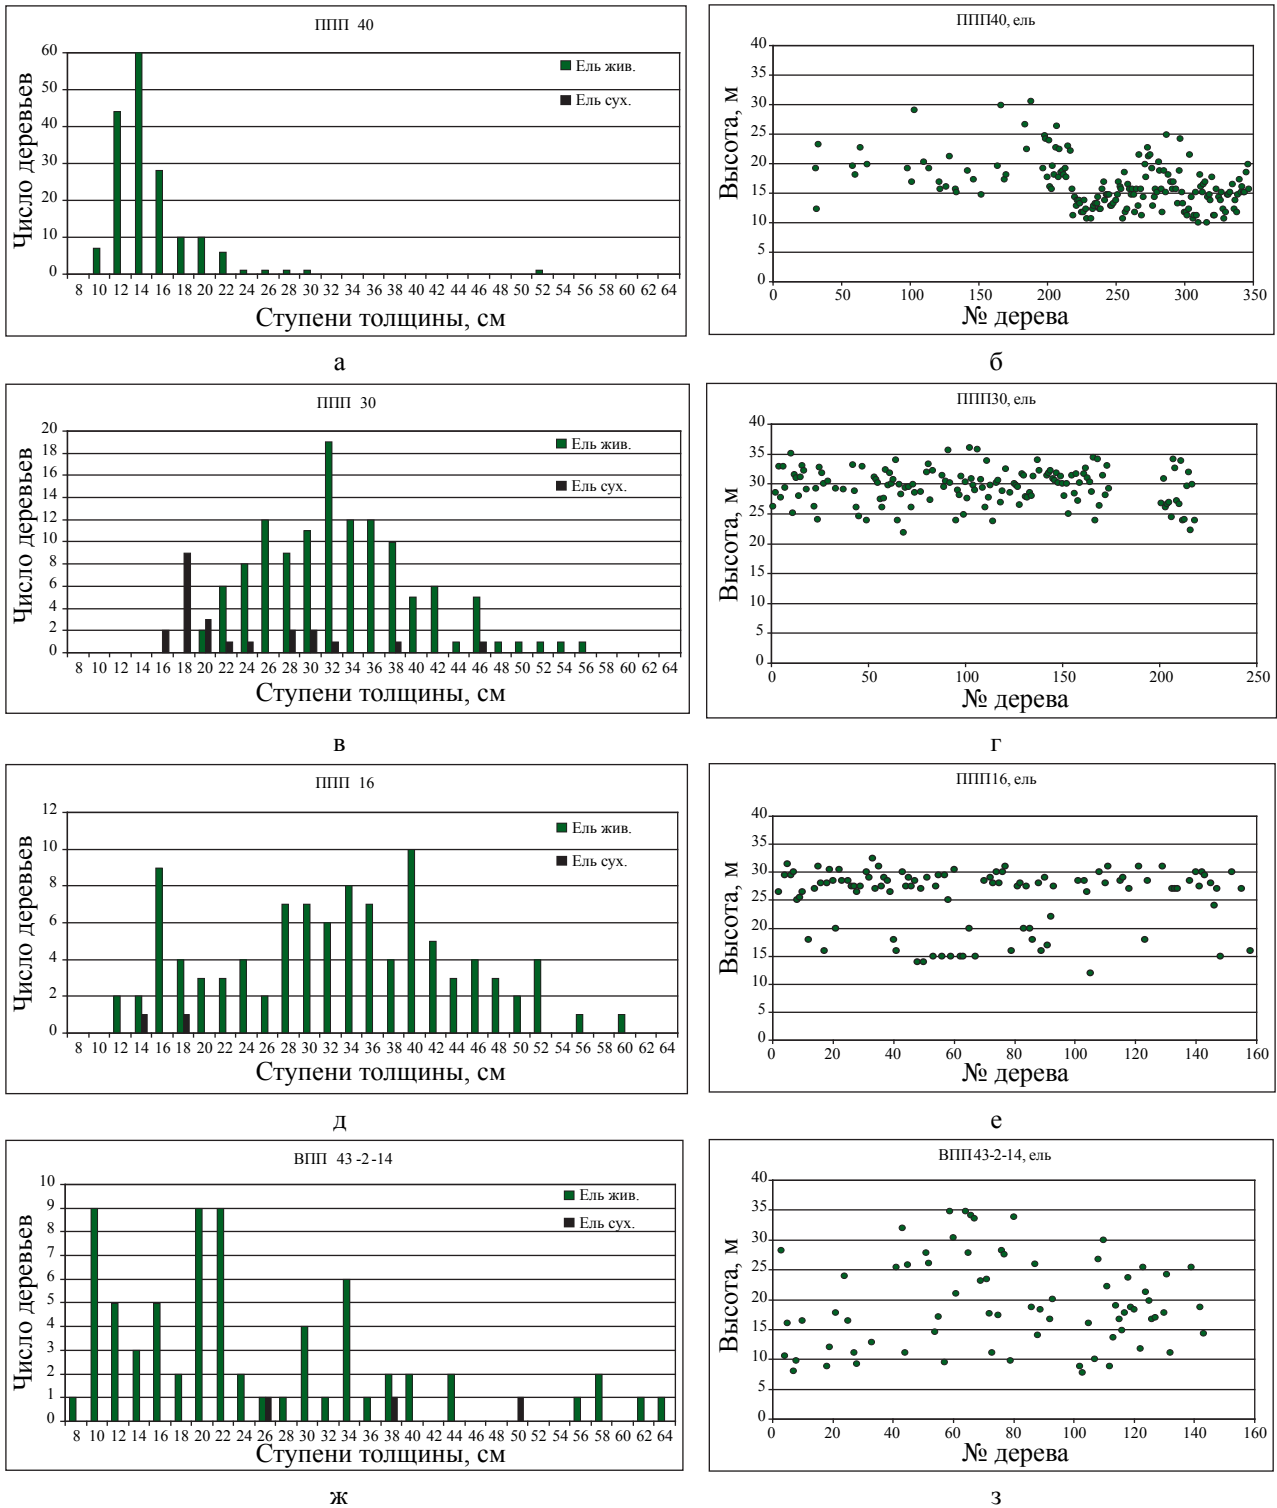 ППП 40
Число деревьев
60
50
40
30
20
10
0
Ель жив.
Ель сух.
8 10 12 14 16 18 20 22 24 26 28 30 32 34 36 38 40 42 44 46 48 50 52 54 56 58 60 62 64
Ступени толщины, см
а
ППП40, ель
Высота, м
40
35
30
25
20
15
10
5
0
0 50 100 150 200 250 300 350
№ дерева
б
ППП 30
Число деревьев
20
18
16
14
12
10
8
6
4
2
0
Ель жив.
Ель сух.
8 10 12 14 16 18 20 22 24 26 28 30 32 34 36 38 40 42 44 46 48 50 52 54 56 58 60 62 64
Ступени толщины, см
в
ППП30, ель
Высота, м
40
35
30
25
20
15
10
5
0
0 50 100 150 200 250
№ дерева
г
ППП 16
Число деревьев
12
10
8
6
4
2
0
Ель жив.
Ель сух.
8 10 12 14 16 18 20 22 24 26 28 30 32 34 36 38 40 42 44 46 48 50 52 54 56 58 60 62 64
Ступени толщины, см
д
ППП16, ель
Высота, м
40
35
30
25
20
15
10
5
0
0 20 40 60 80 100 120 140 160
№ дерева
е
ВПП 43-2-14
Число деревьев
10
9
8
7
6
5
4
3
2
1
0
Ель жив.
Ель сух.
8 10 12 14 16 18 20 22 24 26 28 30 32 34 36 38 40 42 44 46 48 50 52 54 56 58 60 62 64
Ступени толщины, см
ж
ВПП43-2-14, ель
Высота, м
40
35
30
25
20
15
10
5
0
0 20 40 60 80 100 120 140 160
№ дерева
з